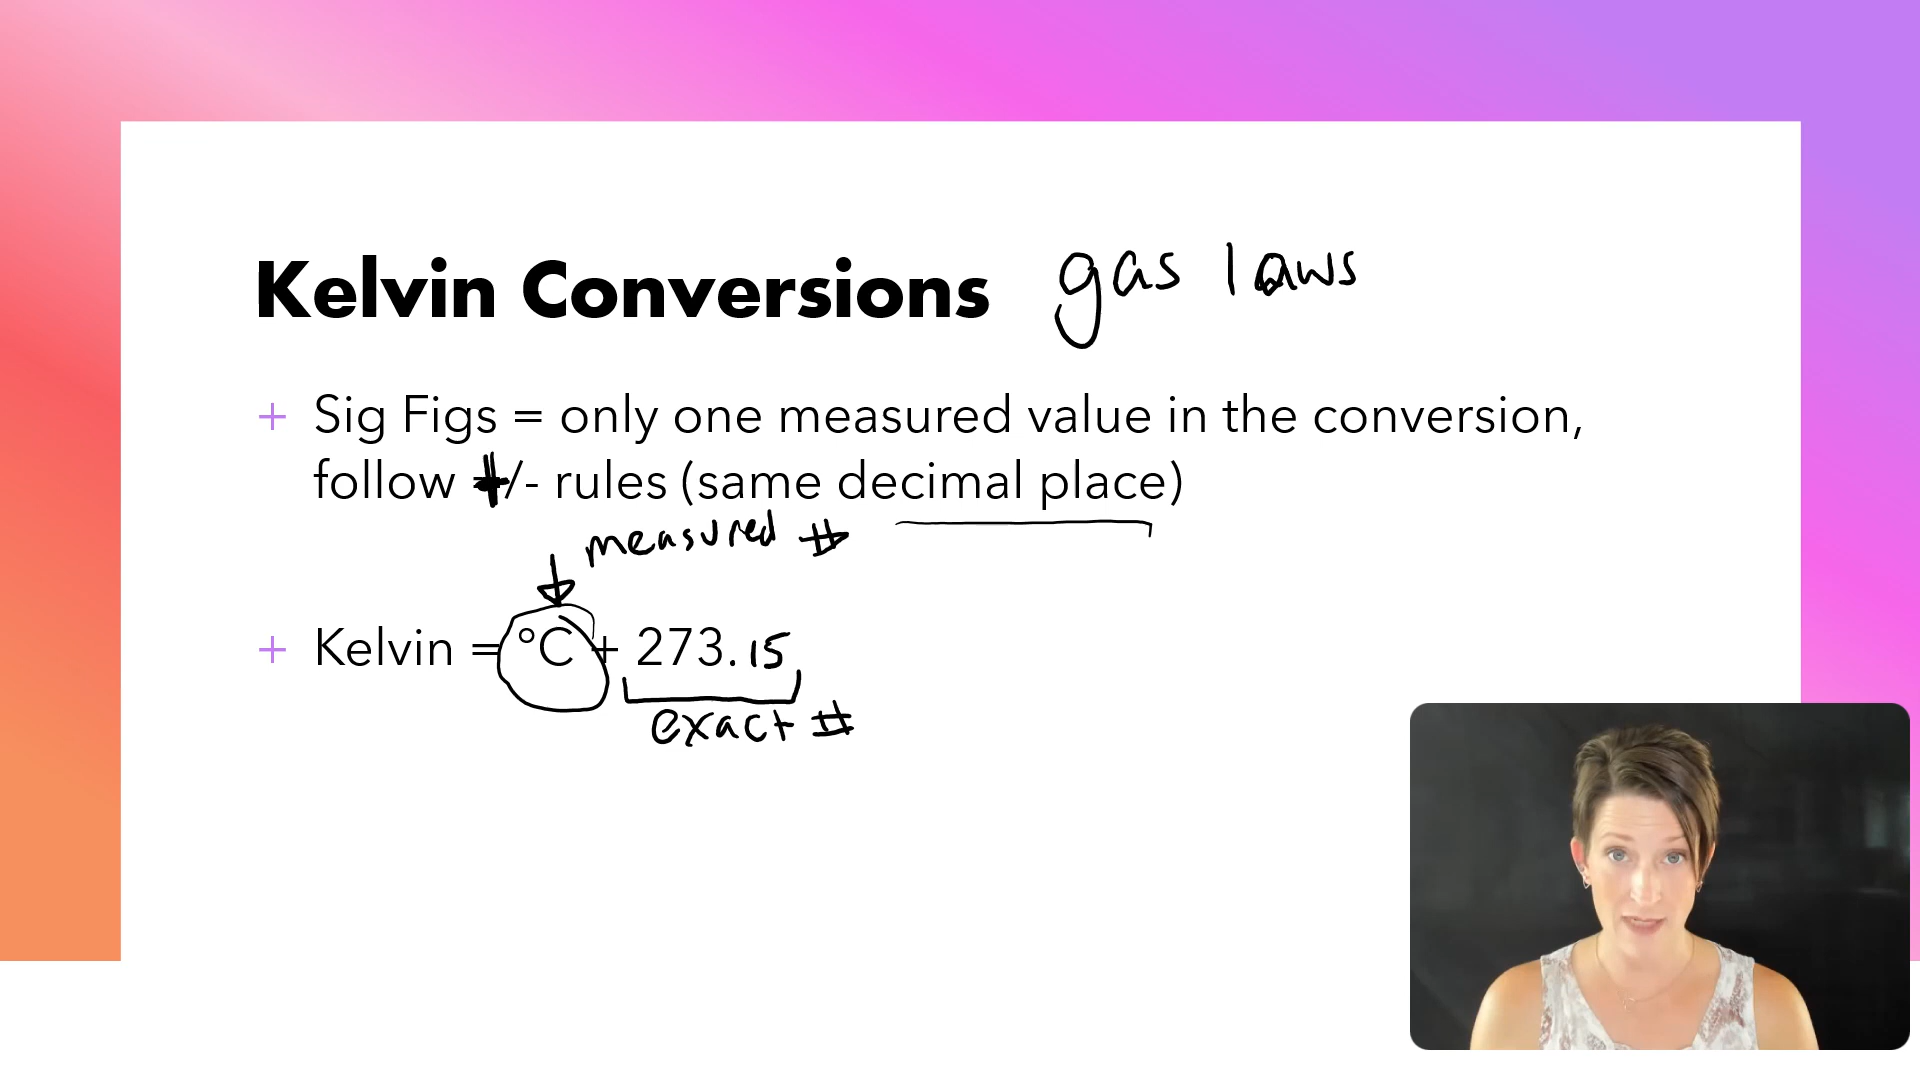 Kelvin Conversions gas laws
+ Sig Figs = only one measured value in the conversion,
follow +/- rules (same decimal place)
measured #
+ Kelvin = °C + 273.15
exact #